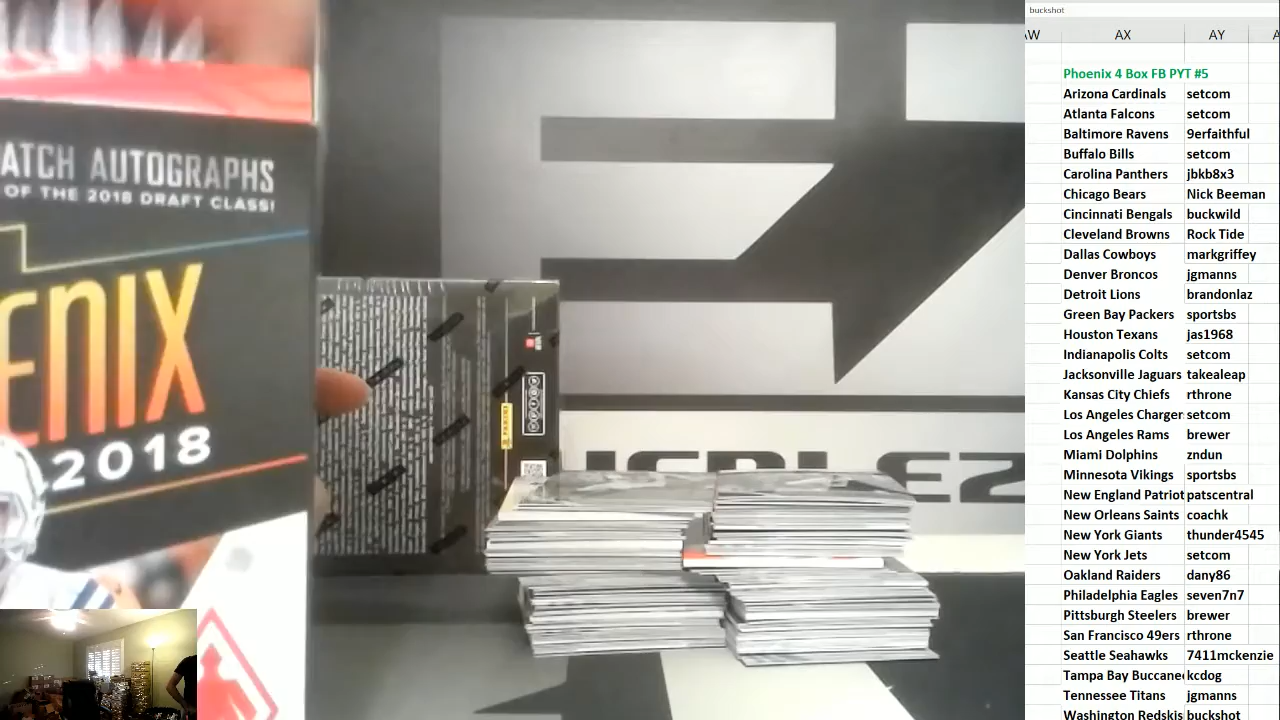 buckshot
AX AY
Phoenix 4 Box FB PYT #5
Arizona Cardinals setcom
Atlanta Falcons setcom
Baltimore Ravens 9erfaithful
Buffalo Bills setcom
Carolina Panthers jbkb8x3
Chicago Bears Nick Beeman
Cincinnati Bengals buckwild
Cleveland Browns Rock Tide
Dallas Cowboys markgriffey
Denver Broncos jgmanns
Detroit Lions brandonlaz
Green Bay Packers sportsbs
Houston Texans jas1968
Indianapolis Colts setcom
Jacksonville Jaguars takealeap
Kansas City Chiefs rthrone
Los Angeles Charger setcom
Los Angeles Rams brewer
Miami Dolphins zndun
Minnesota Vikings sportsbs
New England Patriot patscentral
New Orleans Saints coachk
New York Giants thunder4545
New York Jets setcom
Oakland Raiders dany86
Philadelphia Eagles seven7n7
Pittsburgh Steelers brewer
San Francisco 49ers rthrone
Seattle Seahawks 7411mckenzie
Tampa Bay Buccanee kcdog
Tennessee Titans jgmanns
Washington Redskis buckshot
ATCH AUTOGRAPHS
OF THE 2018 DRAFT CLASS!
ENIX
2018
PANINI